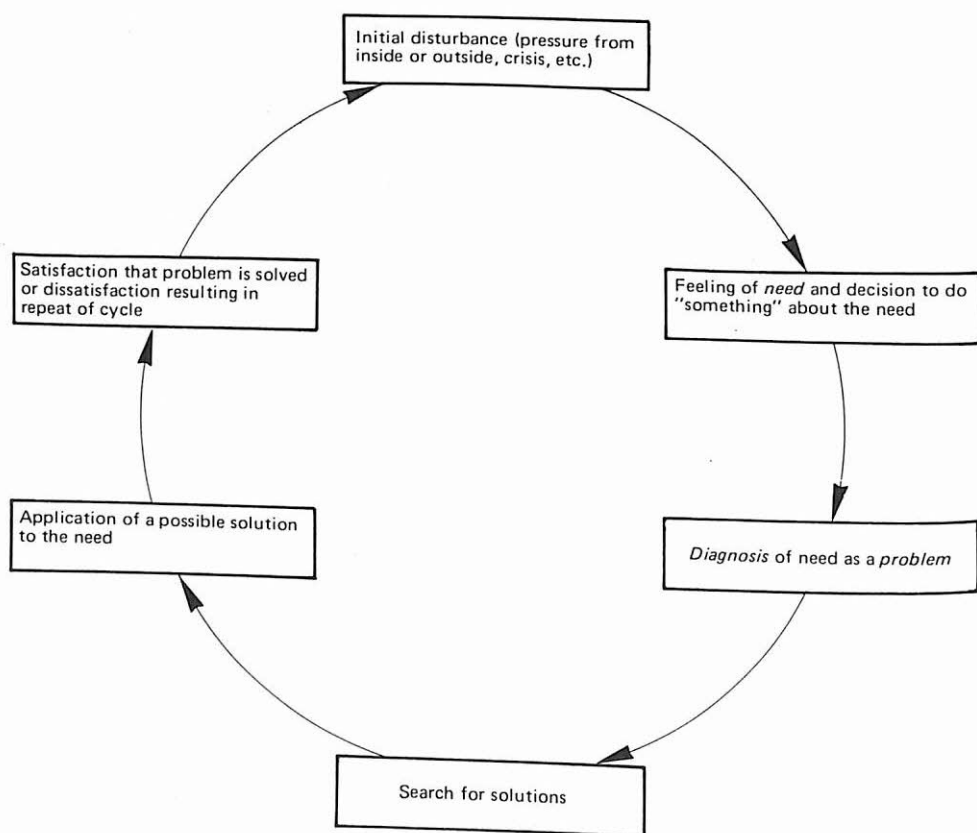 Initial disturbance (pressure from
inside or outside, crisis, etc.)
Feeling of need and decision to do
"something" about the need
Diagnosis of need as a problem
Search for solutions
Application of a possible solution
to the need
Satisfaction that problem is solved
or dissatisfaction resulting in
repeat of cycle